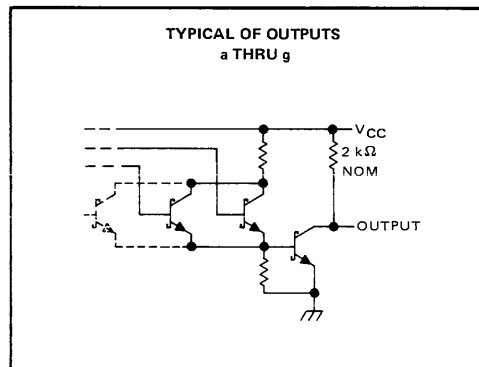 TYPICAL OF OUTPUTS
a THRU g
VCC
2 kΩ
NOM
OUTPUT